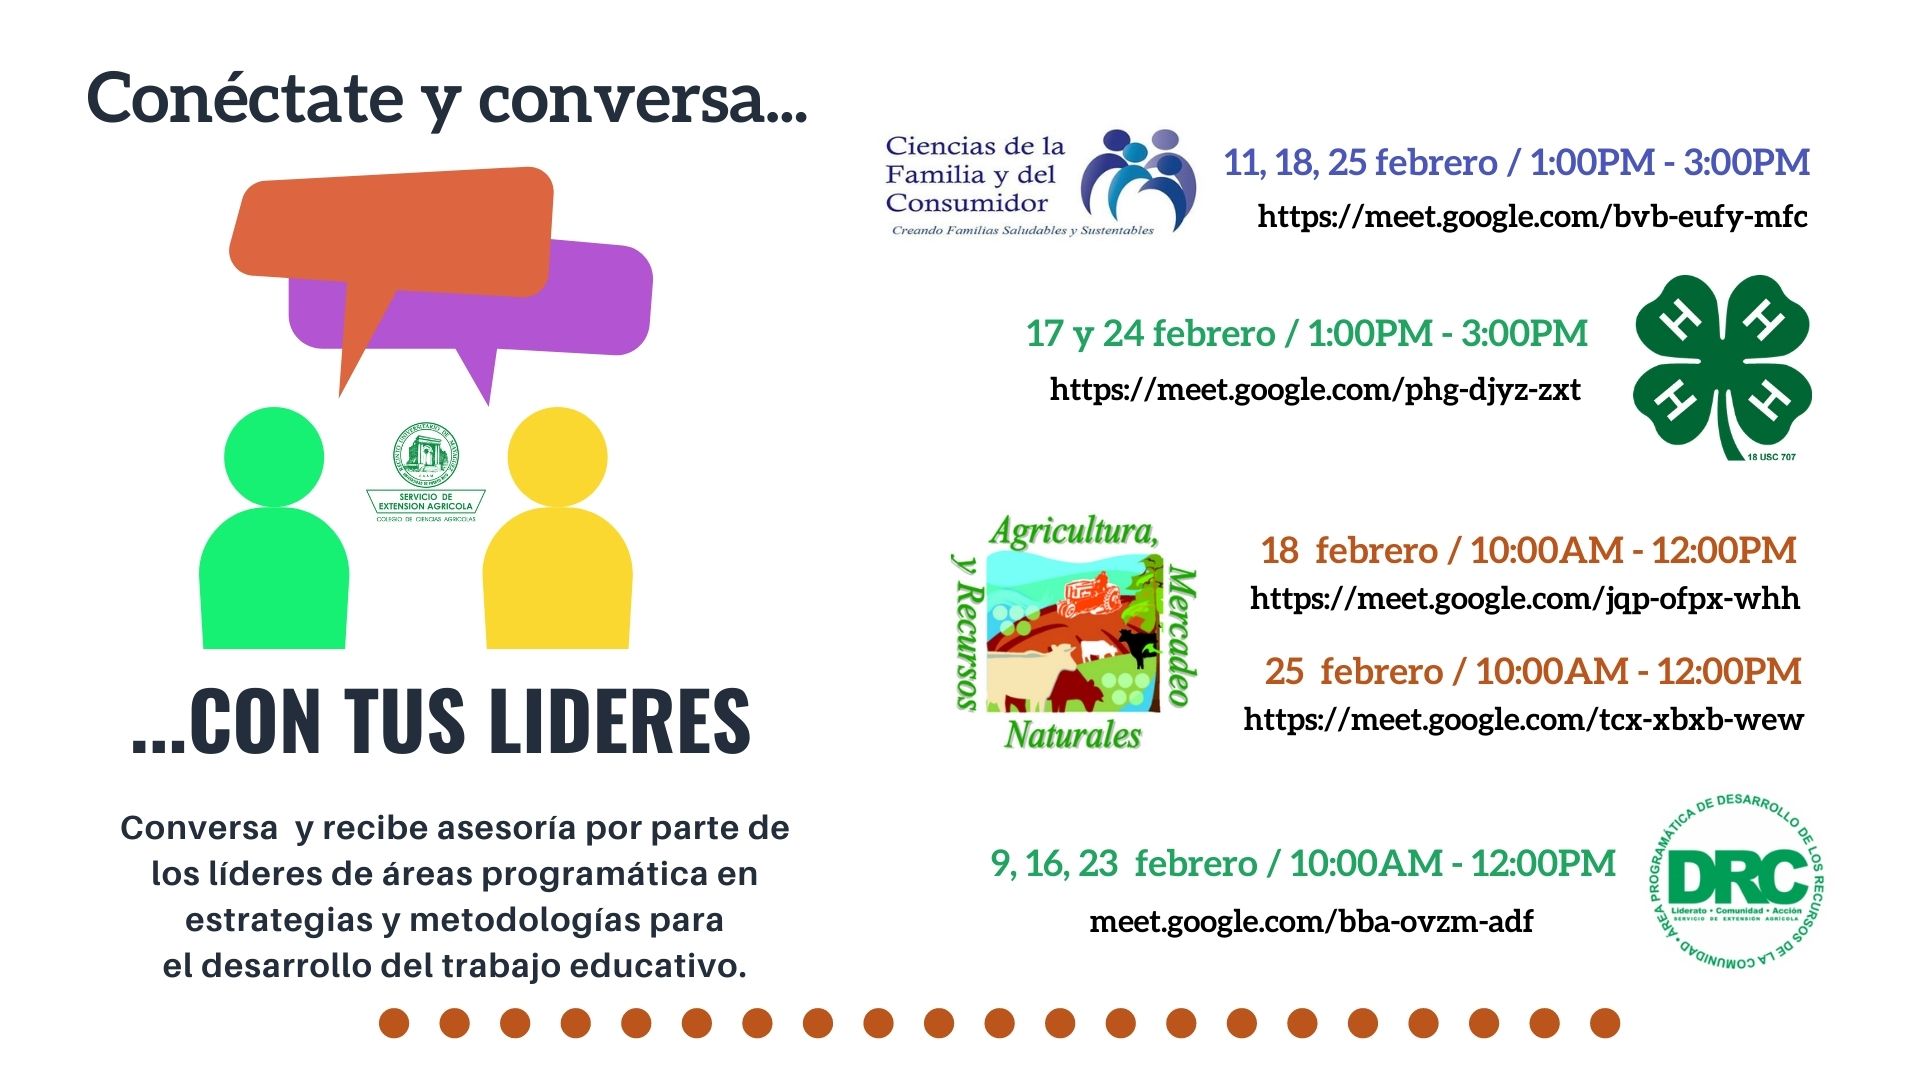 Conéctate y conversa...
RECINTO UNIVERSITARIO DE MAYAGÜEZ
SERVICIO DE
EXTENSION AGRICOLA
COLEGIO DE CIENCIAS AGRICOLAS
...CON TUS LIDERES
Conversa y recibe asesoría por parte de
los líderes de áreas programática en
estrategias y metodologías para
el desarrollo del trabajo educativo.
Ciencias de la
Familia y del
Consumidor
Creando Familias Saludables y Sustentables
11, 18, 25 febrero / 1:00PM - 3:00PM
https://meet.google.com/bvb-eufy-mfc
17 y 24 febrero / 1:00PM - 3:00PM
https://meet.google.com/phg-djyz-zxt
H H
H H
18 USC 707
Agricultura,
Mercadeo
y Recursos
Naturales
18 febrero / 10:00AM - 12:00PM
https://meet.google.com/jqp-ofpx-whh
25 febrero / 10:00AM - 12:00PM
https://meet.google.com/tcx-xbxb-wew
9, 16, 23 febrero / 10:00AM - 12:00PM
meet.google.com/bba-ovzm-adf
ÁREA PROGRAMÁTICA DE DESARROLLO DE LOS RECURSOS DE LA COMUNIDAD •
DRC
Liderato • Comunidad • Acción
SERVICIO DE EXTENSIÓN AGRÍCOLA